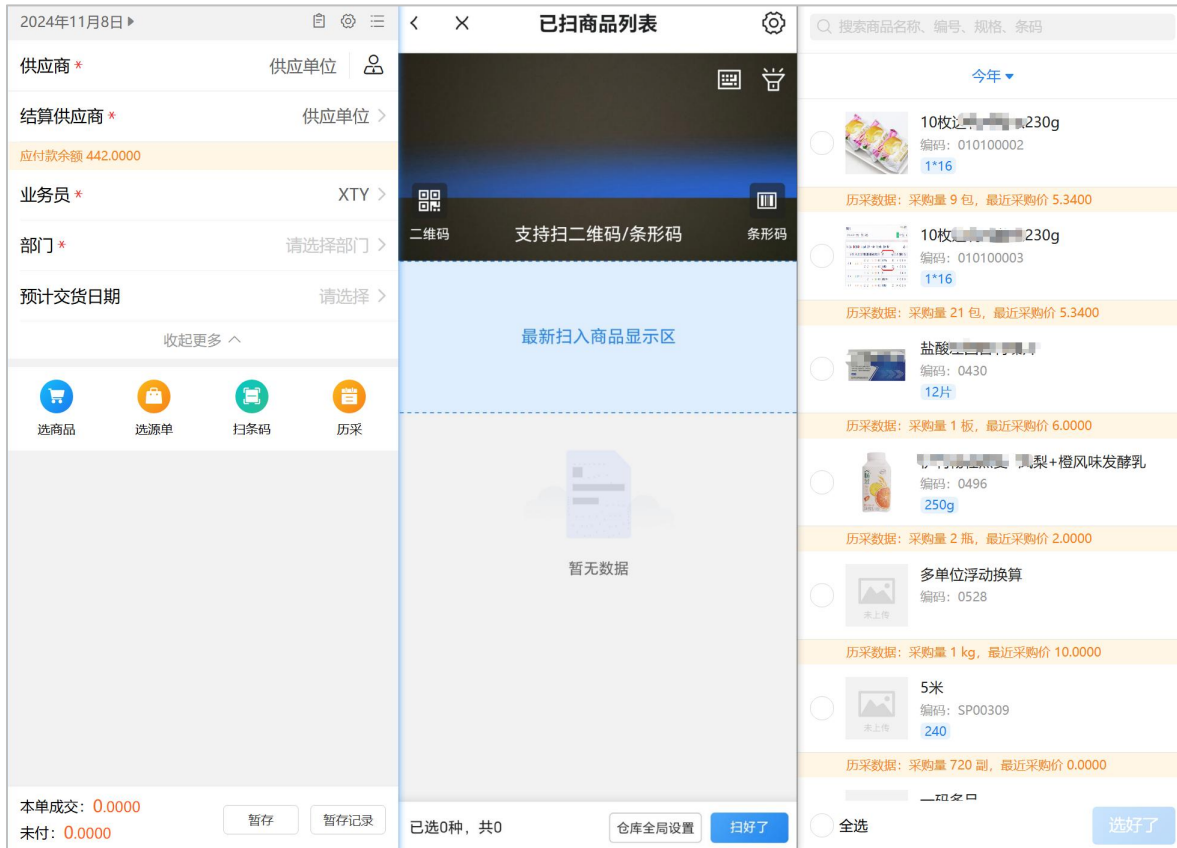 2024年11月8日
供应商 * 供应单位
结算供应商 * 供应单位
应付款余额 442.0000
业务员 * XTY
部门 * 请选择部门
预计交货日期 请选择
收起更多
选商品 选源单 扫条码 历采
本单成交：0.0000
未付：0.0000
暂存 暂存记录
已扫商品列表
二维码 支持扫二维码/条形码 条形码
最新扫入商品显示区
暂无数据
已选0种，共0 仓库全局设置 扫好了
搜索商品名称、编号、规格、条码
今年
10枚 230g
编码：010100002
1*16
历采数据：采购量 9 包，最近采购价 5.3400
10枚 230g
编码：010100003
1*16
历采数据：采购量 21 包，最近采购价 5.3400
盐酸
编码：0430
12片
历采数据：采购量 1 板，最近采购价 6.0000
梨+橙风味发酵乳
编码：0496
250g
历采数据：采购量 2 瓶，最近采购价 2.0000
多单位浮动换算
编码：0528
未上传
历采数据：采购量 1 kg，最近采购价 10.0000
5米
编码：SP00309
240
未上传
历采数据：采购量 720 副，最近采购价 0.0000
一码多品
全选 选好了